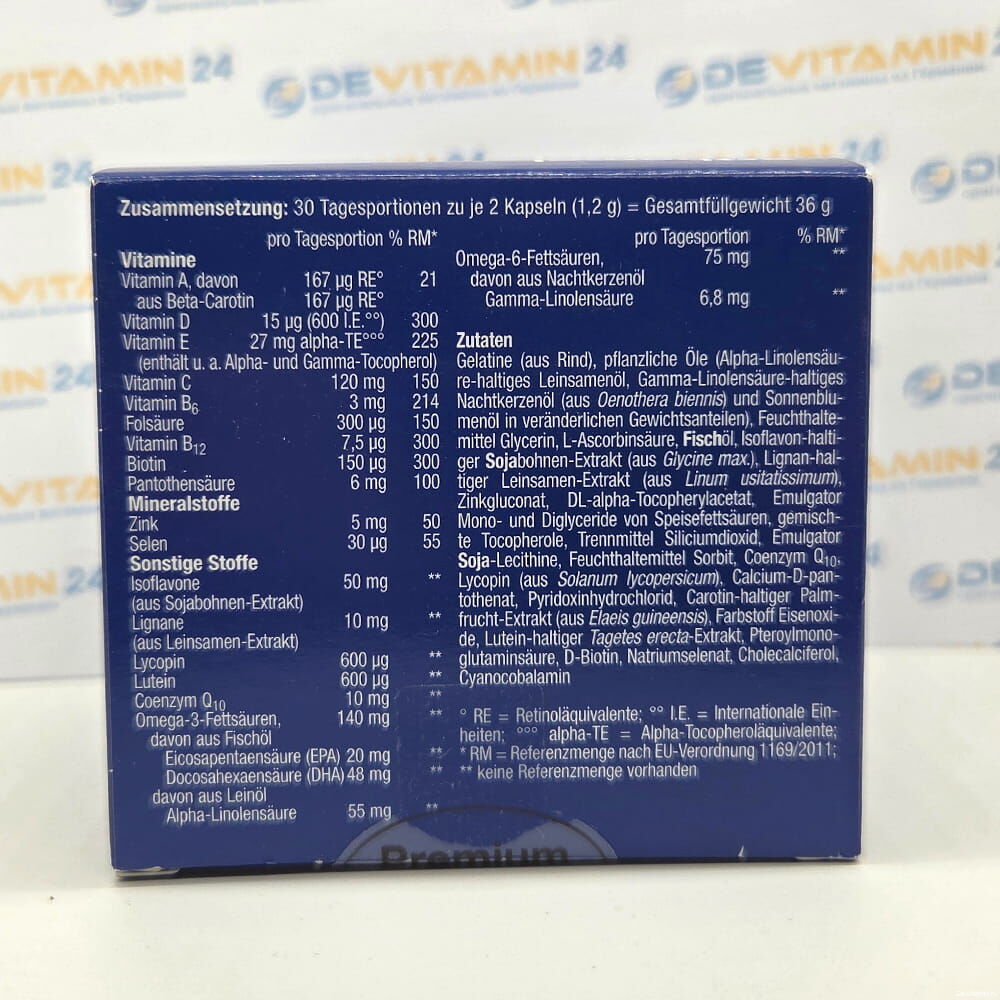 DEVITAMIN 24
Zusammensetzung: 30 Tagesportionen zu je 2 Kapseln (1,2 g) = Gesamtfüllgewicht 36 g
pro Tagesportion % RM*
Vitamine
Vitamin A, davon 167 µg RE° 21
aus Beta-Carotin 167 µg RE°
Vitamin D 15 µg (600 I.E.°°) 300
Vitamin E 27 mg alpha-TE°°° 225
(enthält u. a. Alpha- und Gamma-Tocopherol)
Vitamin C 120 mg 150
Vitamin B6 3 mg 214
Folsäure 300 µg 150
Vitamin B12 7,5 µg 300
Biotin 150 µg 300
Pantothensäure 6 mg 100
Mineralstoffe
Zink 5 mg 50
Selen 30 µg 55
Sonstige Stoffe
Isoflavone 50 mg **
(aus Sojabohnen-Extrakt)
Lignane 10 mg **
(aus Leinsamen-Extrakt)
Lycopin 600 µg **
Lutein 600 µg **
Coenzym Q10 10 mg **
Omega-3-Fettsäuren, 140 mg **
davon aus Fischöl
Eicosapentaensäure (EPA) 20 mg **
Docosahexaensäure (DHA) 48 mg **
davon aus Leinöl
Alpha-Linolensäure 55 mg **
pro Tagesportion % RM*
Omega-6-Fettsäuren, 75 mg **
davon aus Nachtkerzenöl
Gamma-Linolensäure 6,8 mg **
Zutaten
Gelatine (aus Rind), pflanzliche Öle (Alpha-Linolensäu-
re-haltiges Leinsamenöl, Gamma-Linolensäure-haltiges
Nachtkerzenöl (aus Oenothera biennis) und Sonnenblu-
menöl in veränderlichen Gewichtsanteilen), Feuchthalte-
mittel Glycerin, L-Ascorbinsäure, Fischöl, Isoflavon-halti-
ger Sojabohnen-Extrakt (aus Glycine max.), Lignan-hal-
tiger Leinsamen-Extrakt (aus Linum usitatissimum),
Zinkgluconat, DL-alpha-Tocopherylacetat, Emulgator
Mono- und Diglyceride von Speisefettsäuren, gemisch-
te Tocopherole, Trennmittel Siliciumdioxid, Emulgator
Soja-Lecithine, Feuchthaltemittel Sorbit, Coenzym Q10,
Lycopin (aus Solanum lycopersicum), Calcium-D-pan-
tothenat, Pyridoxinhydrochlorid, Carotin-haltiger Palm-
frucht-Extrakt (aus Elaeis guineensis), Farbstoff Eisenoxi-
de, Lutein-haltiger Tagetes erecta-Extrakt, Pteroylmono-
glutaminsäure, D-Biotin, Natriumselenat, Cholecalciferol,
Cyanocobalamin
° RE = Retinoläquivalente; °° I.E. = Internationale Ein-
heiten; °°° alpha-TE = Alpha-Tocopheroläquivalente;
* RM = Referenzmenge nach EU-Verordnung 1169/2011;
** keine Referenzmenge vorhanden
Premium